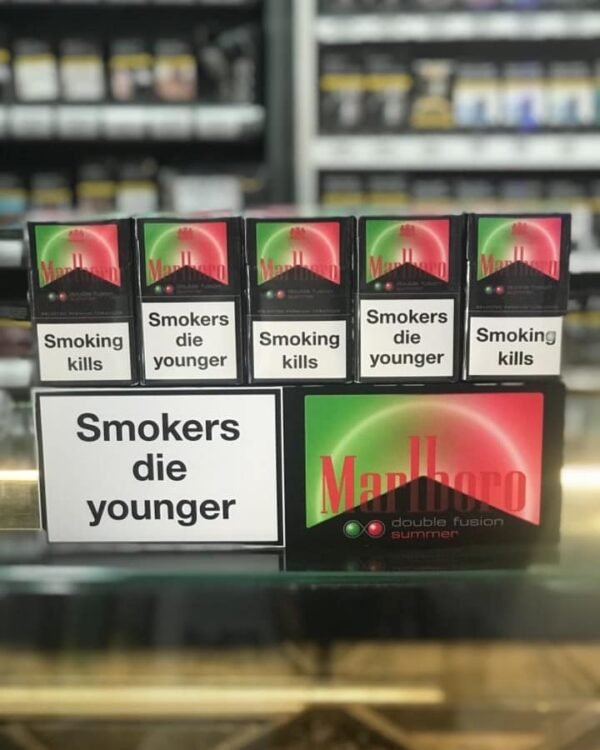 Marlboro
Smoking
kills
Marlboro
Smokers
die
younger
Marlboro
Smoking
kills
Marlboro
Smokers
die
younger
Marlboro
Smoking
kills
Smokers
die
younger
Marlboro
double fusion
summer